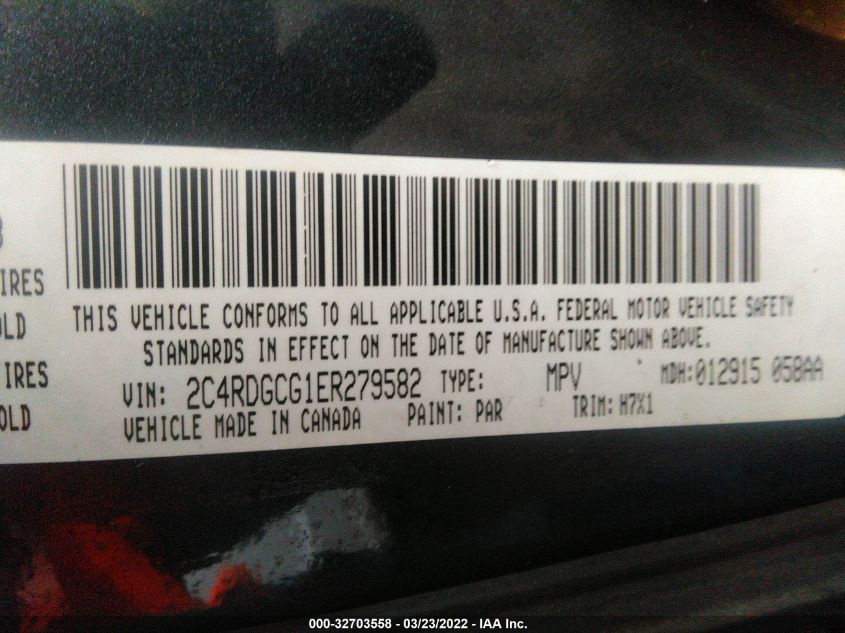 8
IRES
OLD
IRES
OLD
THIS VEHICLE CONFORMS TO ALL APPLICABLE U.S.A. FEDERAL MOTOR VEHICLE SAFETY
STANDARDS IN EFFECT ON THE DATE OF MANUFACTURE SHOWN ABOVE.
VIN: 2C4RDGCG1ER279582 TYPE: MPV MDH:012915 058AA
VEHICLE MADE IN CANADA PAINT: PAR TRIM: H7X1
000-32703558 - 03/23/2022 - IAA Inc.